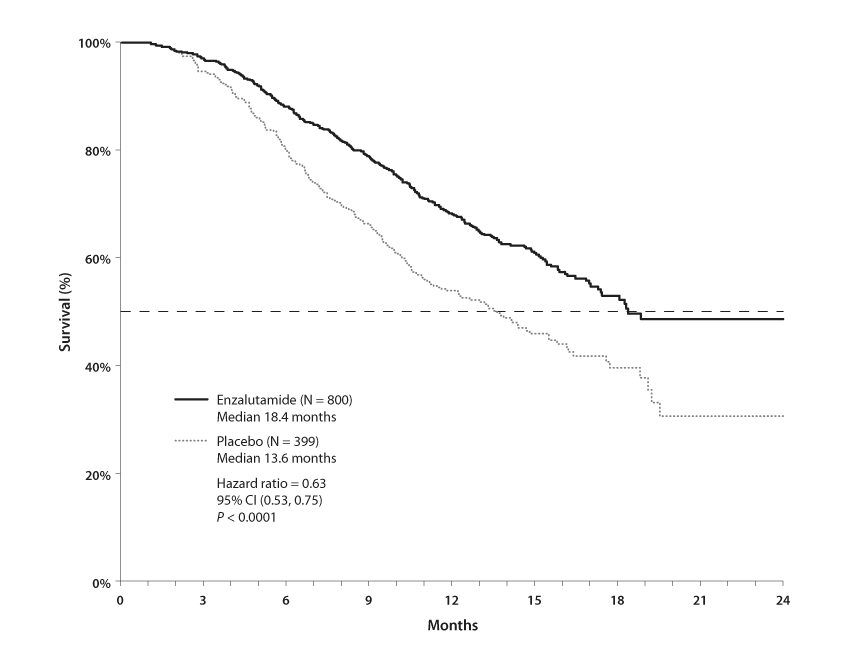 100%
80%
60%
40%
20%
0%
Survival (%)
Enzalutamide (N = 800)
Median 18.4 months
Placebo (N = 399)
Median 13.6 months
Hazard ratio = 0.63
95% CI (0.53, 0.75)
P < 0.0001
0 3 6 9 12 15 18 21 24
Months